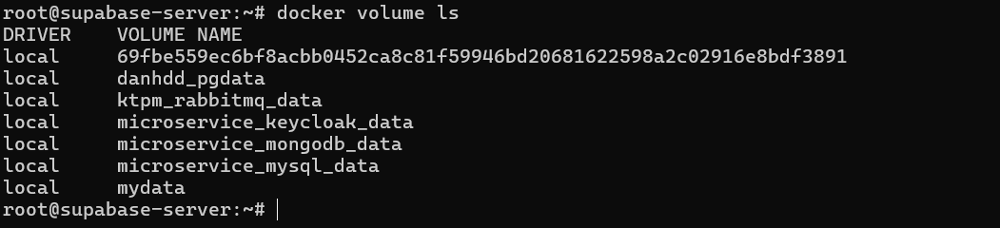 root@supabase-server:~# docker volume ls
DRIVER    VOLUME NAME
local     69fbe559ec6bf8acbb0452ca8c81f59946bd20681622598a2c02916e8bdf3891
local     danhdd_pgdata
local     ktpm_rabbitmq_data
local     microservice_keycloak_data
local     microservice_mongodb_data
local     microservice_mysql_data
local     mydata
root@supabase-server:~#